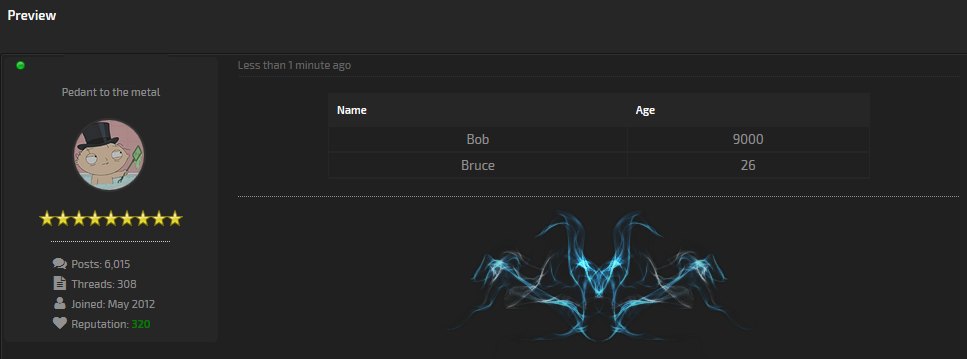 Preview
Less than 1 minute ago
Pedant to the metal
Name Age
Bob 9000
Bruce 26
Posts: 6,015
Threads: 308
Joined: May 2012
Reputation: 320